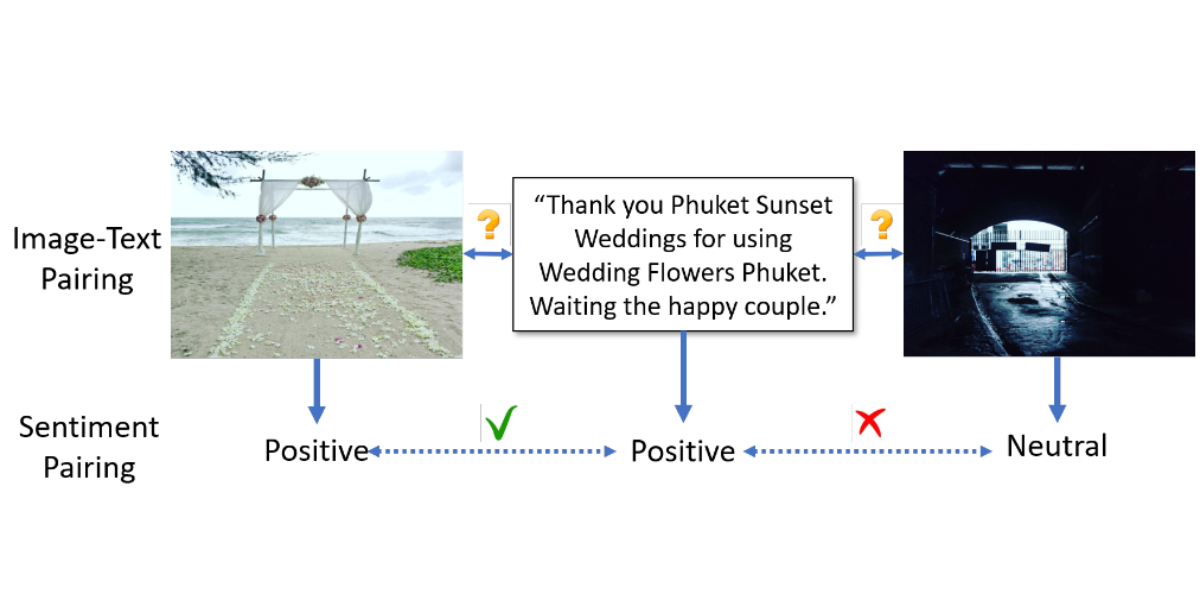 Image-Text
Pairing
?
“Thank you Phuket Sunset
Weddings for using
Wedding Flowers Phuket.
Waiting the happy couple.”
?
Sentiment
Pairing
Positive
Positive
Neutral